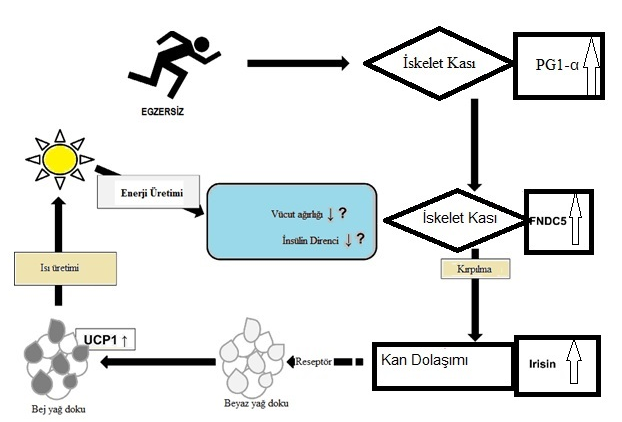 İskelet Kası
PG1-α
EGZERSİZ
Enerji Üretimi
Vücut ağırlığı ↓ ?
İnsülin Direnci ↓ ?
İskelet Kası
FNDC5
Isı üretimi
Kırpılma
UCP1 ↑
Reseptör
Kan Dolaşımı
Irisin
Bej yağ doku
Beyaz yağ doku